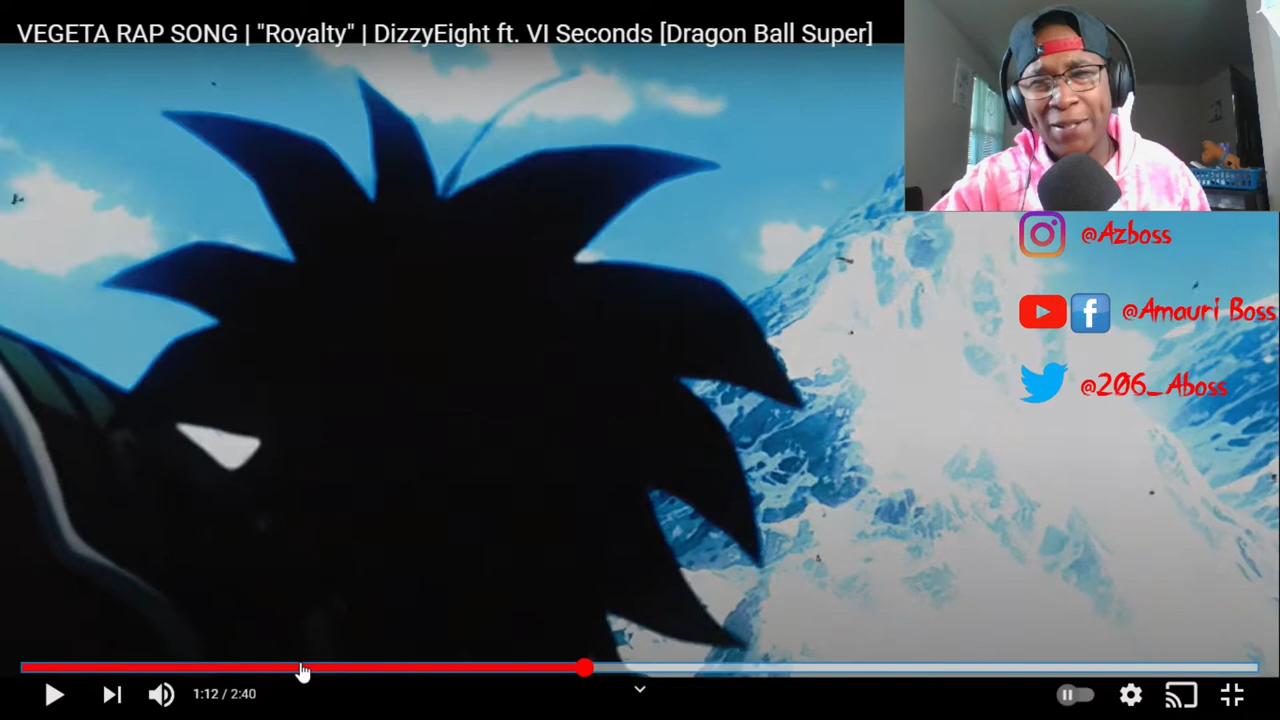 VEGETA RAP SONG | "Royalty" | DizzyEight ft. VI Seconds [Dragon Ball Super]
@Azboss
@Amauri Boss
@206_Aboss
1:12 / 2:40